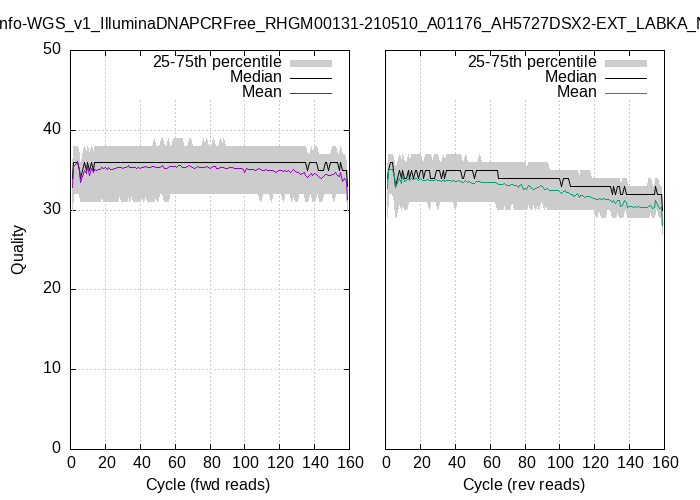 nfo-WGS_v1_IlluminaDNAPCRFree_RHGM00131-210510_A01176_AH5727DSX2-EXT_LABKA_N
50
40
30
20
10
0
Quality
25-75th percentile
Median
Mean
0 20 40 60 80 100 120 140 160
Cycle (fwd reads)
25-75th percentile
Median
Mean
0 20 40 60 80 100 120 140 160
Cycle (rev reads)